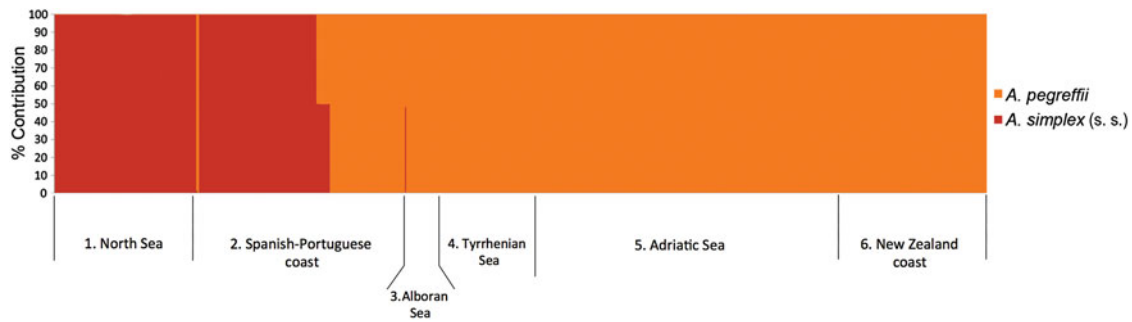 % Contribution
100
90
80
70
60
50
40
30
20
10
0
A. pegreffii
A. simplex (s. s.)
1. North Sea
2. Spanish-Portuguese
coast
3.Alboran
Sea
4. Tyrrhenian
Sea
5. Adriatic Sea
6. New Zealand
coast